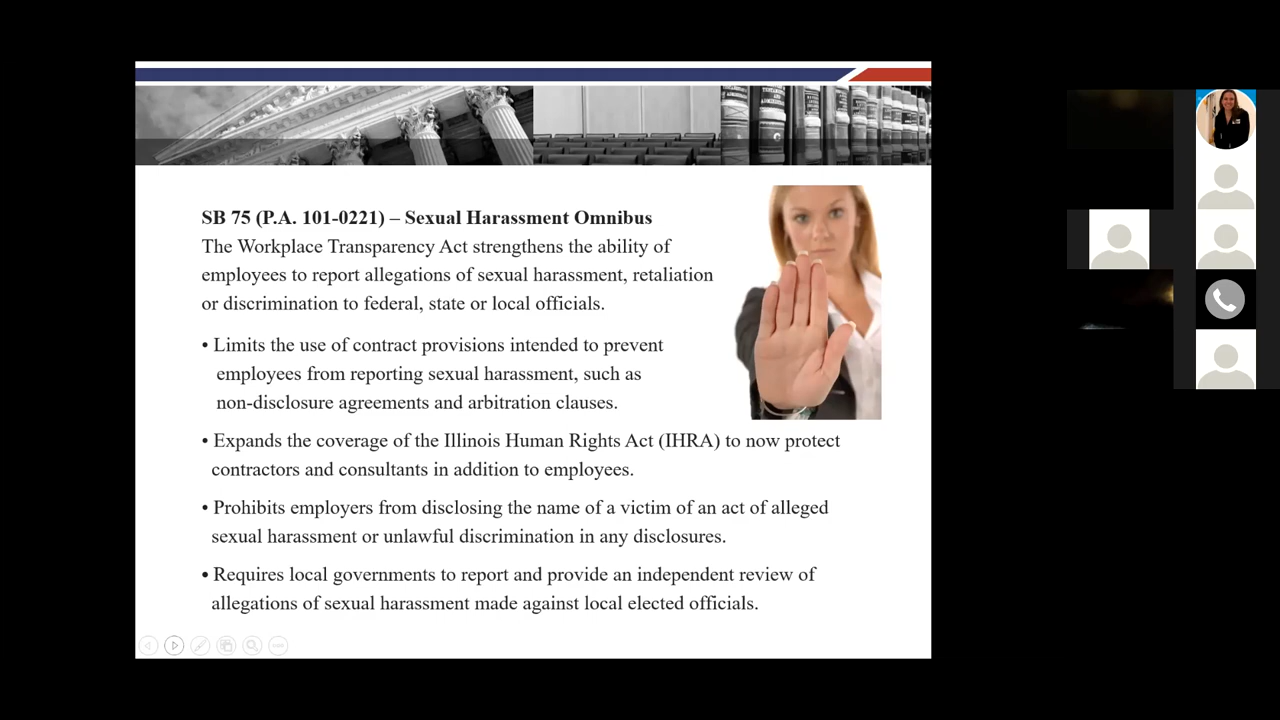 SB 75 (P.A. 101-0221) – Sexual Harassment Omnibus
The Workplace Transparency Act strengthens the ability of
employees to report allegations of sexual harassment, retaliation
or discrimination to federal, state or local officials.
• Limits the use of contract provisions intended to prevent
employees from reporting sexual harassment, such as
non-disclosure agreements and arbitration clauses.
• Expands the coverage of the Illinois Human Rights Act (IHRA) to now protect
contractors and consultants in addition to employees.
• Prohibits employers from disclosing the name of a victim of an act of alleged
sexual harassment or unlawful discrimination in any disclosures.
• Requires local governments to report and provide an independent review of
allegations of sexual harassment made against local elected officials.